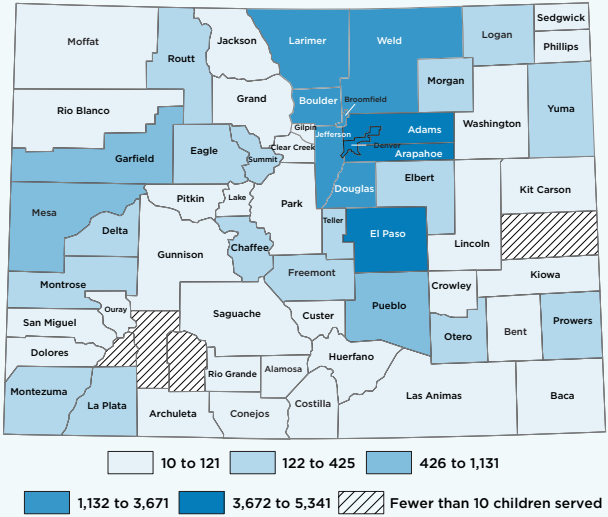 Moffat
Routt
Jackson
Larimer
Weld
Logan
Sedgwick
Phillips
Morgan
Rio Blanco
Grand
Boulder
Broomfield
Washington
Yuma
Gilpin
Jefferson
Adams
Garfield
Eagle
Summit
Clear Creek
Denver
Arapahoe
Mesa
Pitkin
Lake
Park
Douglas
Elbert
Kit Carson
Delta
Gunnison
Chaffee
Teller
El Paso
Lincoln
Montrose
Ouray
Freemont
Kiowa
Crowley
San Miguel
Saguache
Custer
Pueblo
Otero
Bent
Prowers
Dolores
Rio Grande
Alamosa
Huerfano
Montezuma
La Plata
Archuleta
Conejos
Costilla
Las Animas
Baca
10 to 121
122 to 425
426 to 1,131
1,132 to 3,671
3,672 to 5,341
Fewer than 10 children served